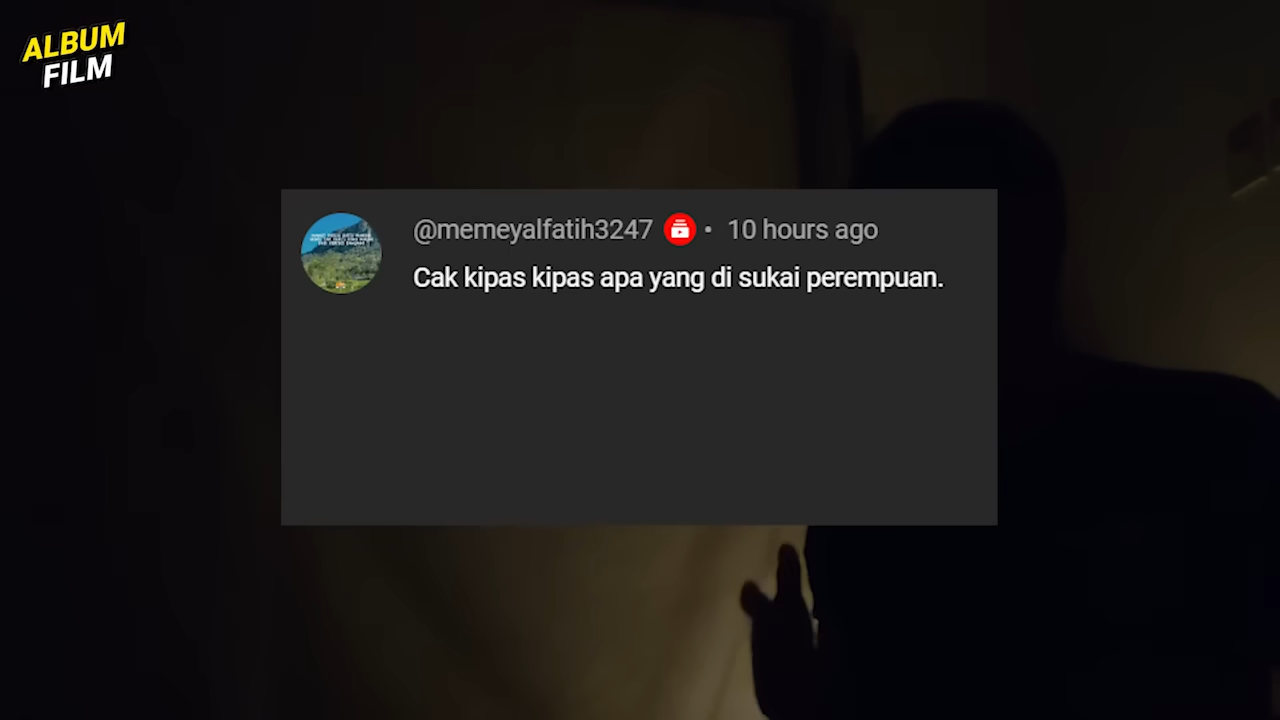 ALBUM
FILM
@memeyalfatih3247 • 10 hours ago
Cak kipas kipas apa yang di sukai perempuan.